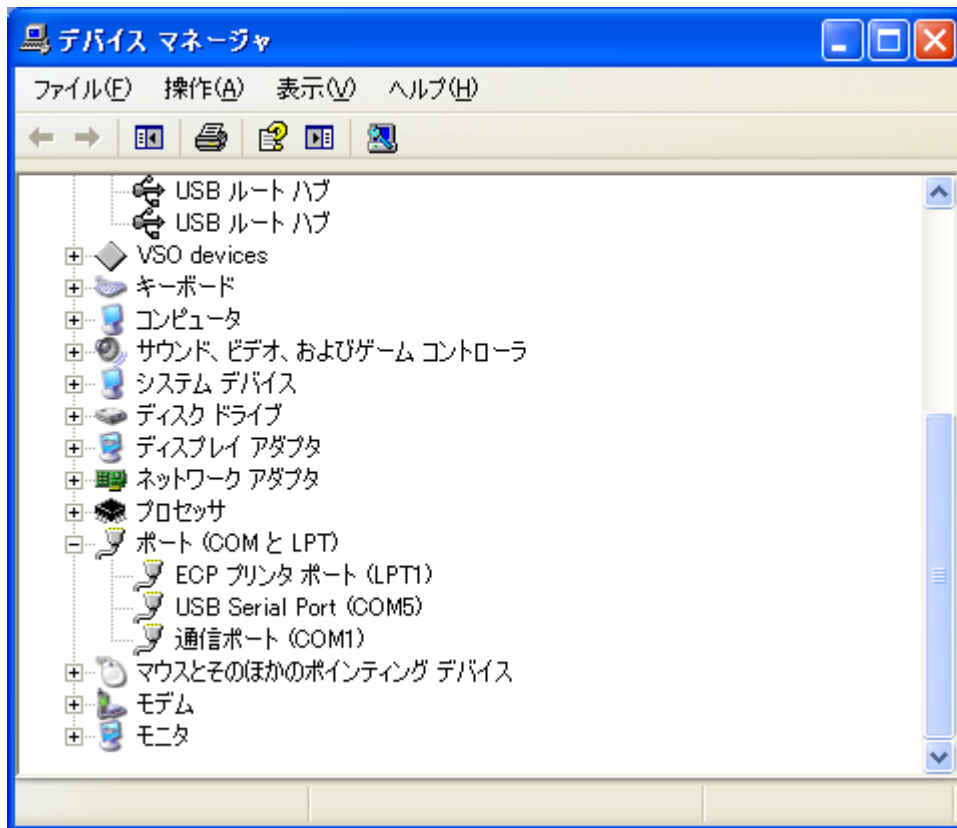 デバイス マネージャ
ファイル(F) 操作(A) 表示(V) ヘルプ(H)
USB ルート ハブ
USB ルート ハブ
VSO devices
キーボード
コンピュータ
サウンド、ビデオ、およびゲーム コントローラ
システム デバイス
ディスク ドライブ
ディスプレイ アダプタ
ネットワーク アダプタ
プロセッサ
ポート (COM と LPT)
ECP プリンタ ポート (LPT1)
USB Serial Port (COM5)
通信ポート (COM1)
マウスとそのほかのポインティング デバイス
モデム
モニタ